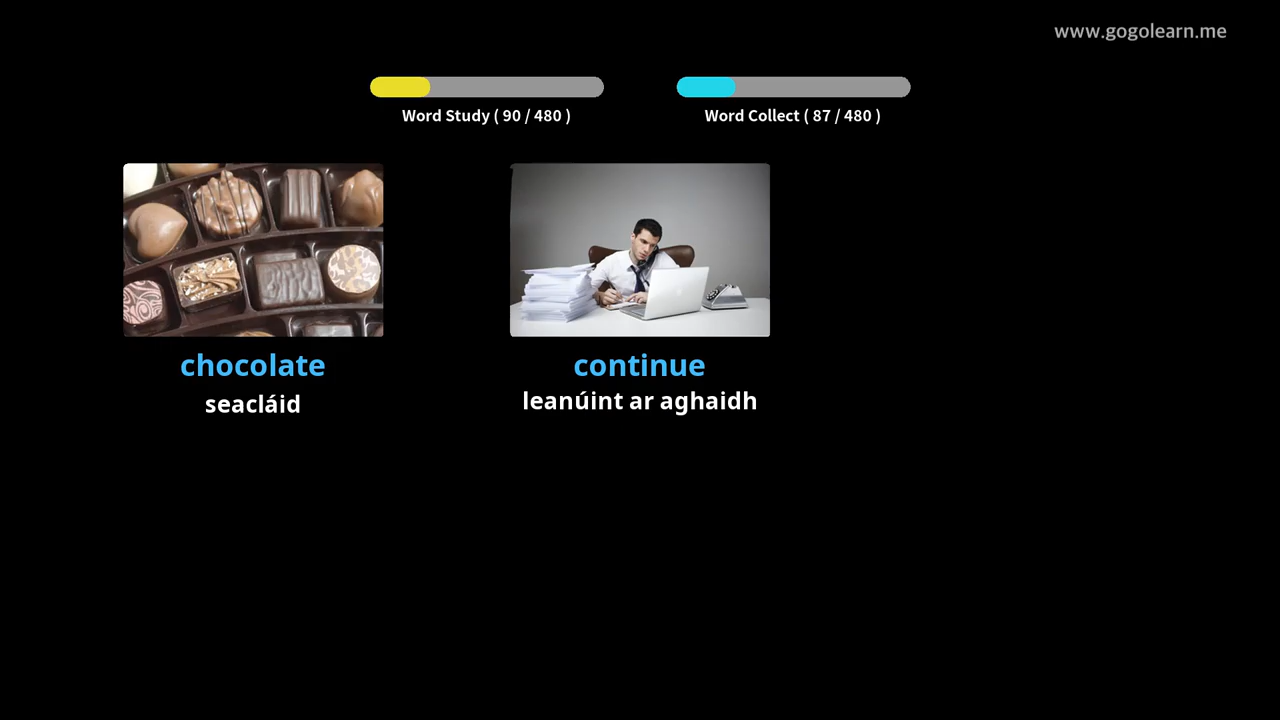 www.gogolearn.me
Word Study ( 90 / 480 )
Word Collect ( 87 / 480 )
chocolate
seacláid
continue
leanúint ar aghaidh